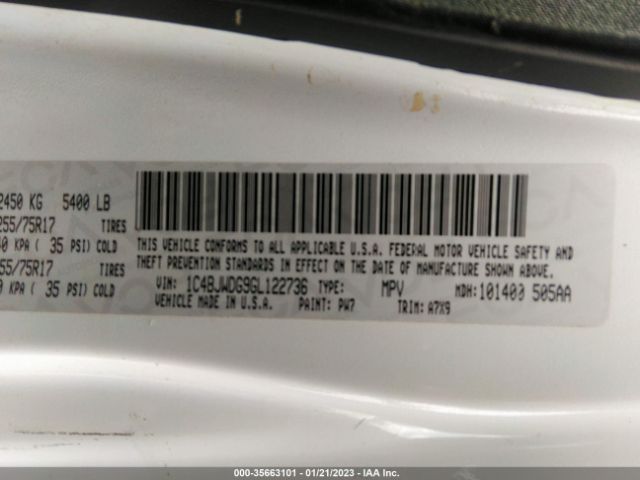 2450 KG 5400 LB
255/75R17 TIRES
0 KPA ( 35 PSI) COLD
55/75R17 TIRES
0 KPA ( 35 PSI) COLD
THIS VEHICLE CONFORMS TO ALL APPLICABLE U.S.A. FEDERAL MOTOR VEHICLE SAFETY AND
THEFT PREVENTION STANDARDS IN EFFECT ON THE DATE OF MANUFACTURE SHOWN ABOVE.
VIN: 1C4BJWDG9GL122736 TYPE: MPV MDH: 101400 505AA
VEHICLE MADE IN U.S.A. PAINT: PW7 TRIM: A7X9
000-35663101 - 01/21/2023 - IAA Inc.